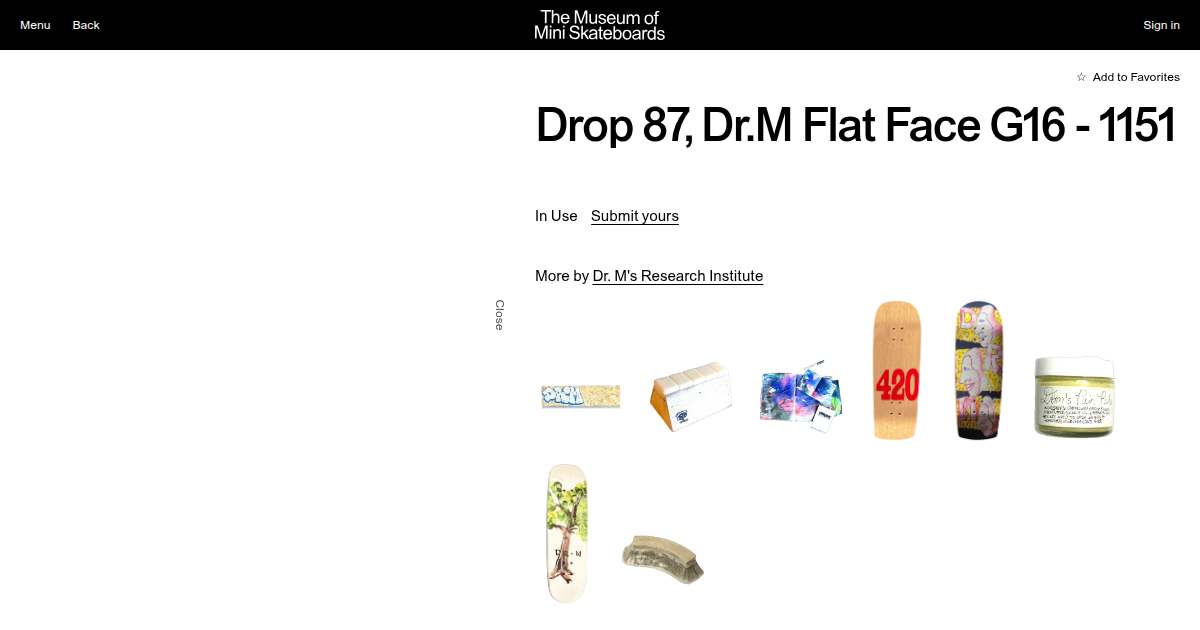 Menu
Back
The Museum of
Mini Skateboards
Sign in
☆ Add to Favorites
Drop 87, Dr.M Flat Face G16 - 1151
In Use
Submit yours
More by Dr. M's Research Institute
Close
420